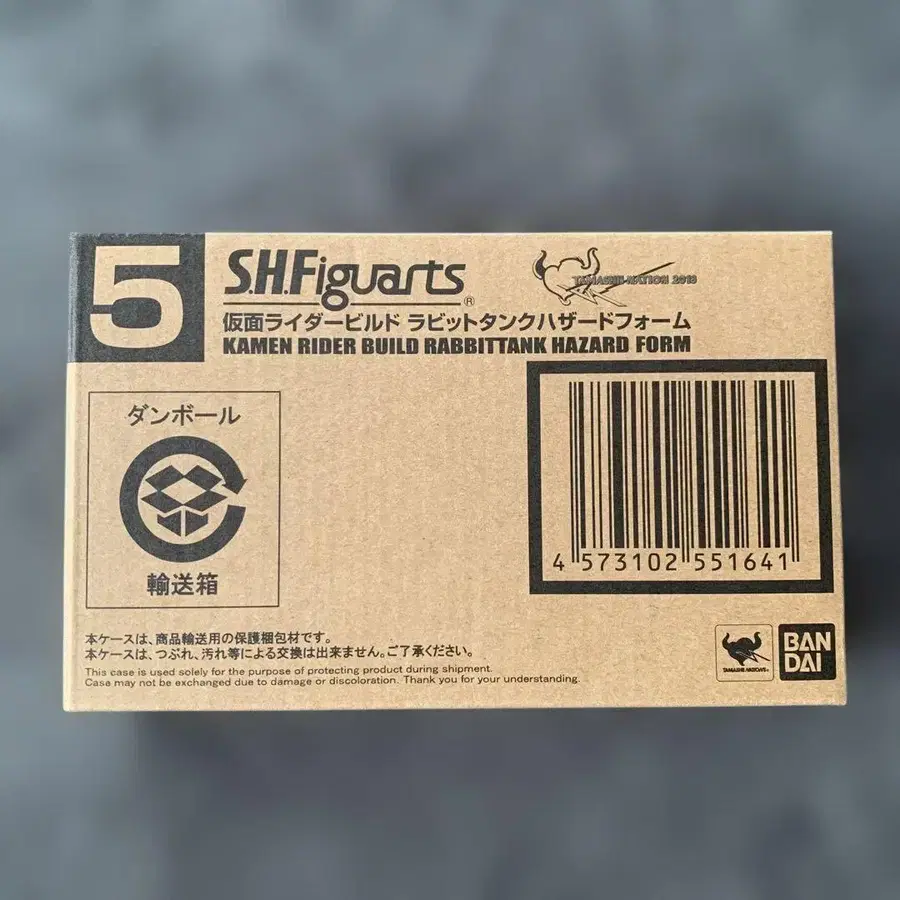 5
S.H.Figuarts
®
TAMASHII NATION 2018
仮面ライダービルド ラビットタンクハザードフォーム
KAMEN RIDER BUILD RABBITTANK HAZARD FORM
ダンボール
輸送箱
4 573102 551641
本ケースは、商品輸送用の保護梱包材です。
本ケースは、つぶれ、汚れ等による交換は出来ません。ご了承ください。
This case is used solely for the purpose of protecting product during shipment.
Case may not be exchanged due to damage or discoloration. Thank you for your understanding.
TAMASHII NATIONS
BAN
DAI